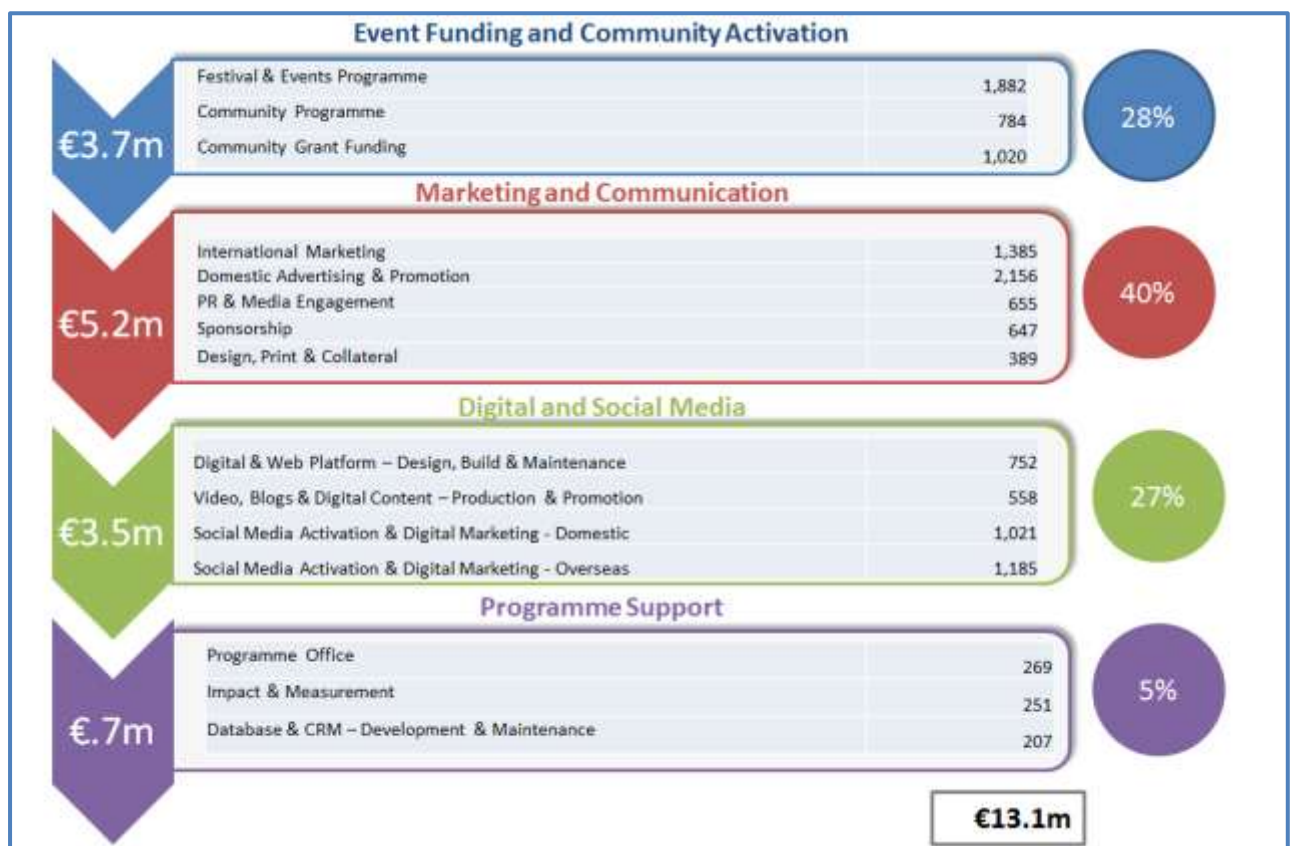 Event Funding and Community Activation
€3.7m
Festival & Events Programme 1,882
Community Programme 784
Community Grant Funding 1,020
28%
Marketing and Communication
€5.2m
International Marketing 1,385
Domestic Advertising & Promotion 2,156
PR & Media Engagement 655
Sponsorship 647
Design, Print & Collateral 389
40%
Digital and Social Media
€3.5m
Digital & Web Platform – Design, Build & Maintenance 752
Video, Blogs & Digital Content – Production & Promotion 558
Social Media Activation & Digital Marketing - Domestic 1,021
Social Media Activation & Digital Marketing - Overseas 1,185
27%
Programme Support
€.7m
Programme Office 269
Impact & Measurement 251
Database & CRM – Development & Maintenance 207
5%
€13.1m